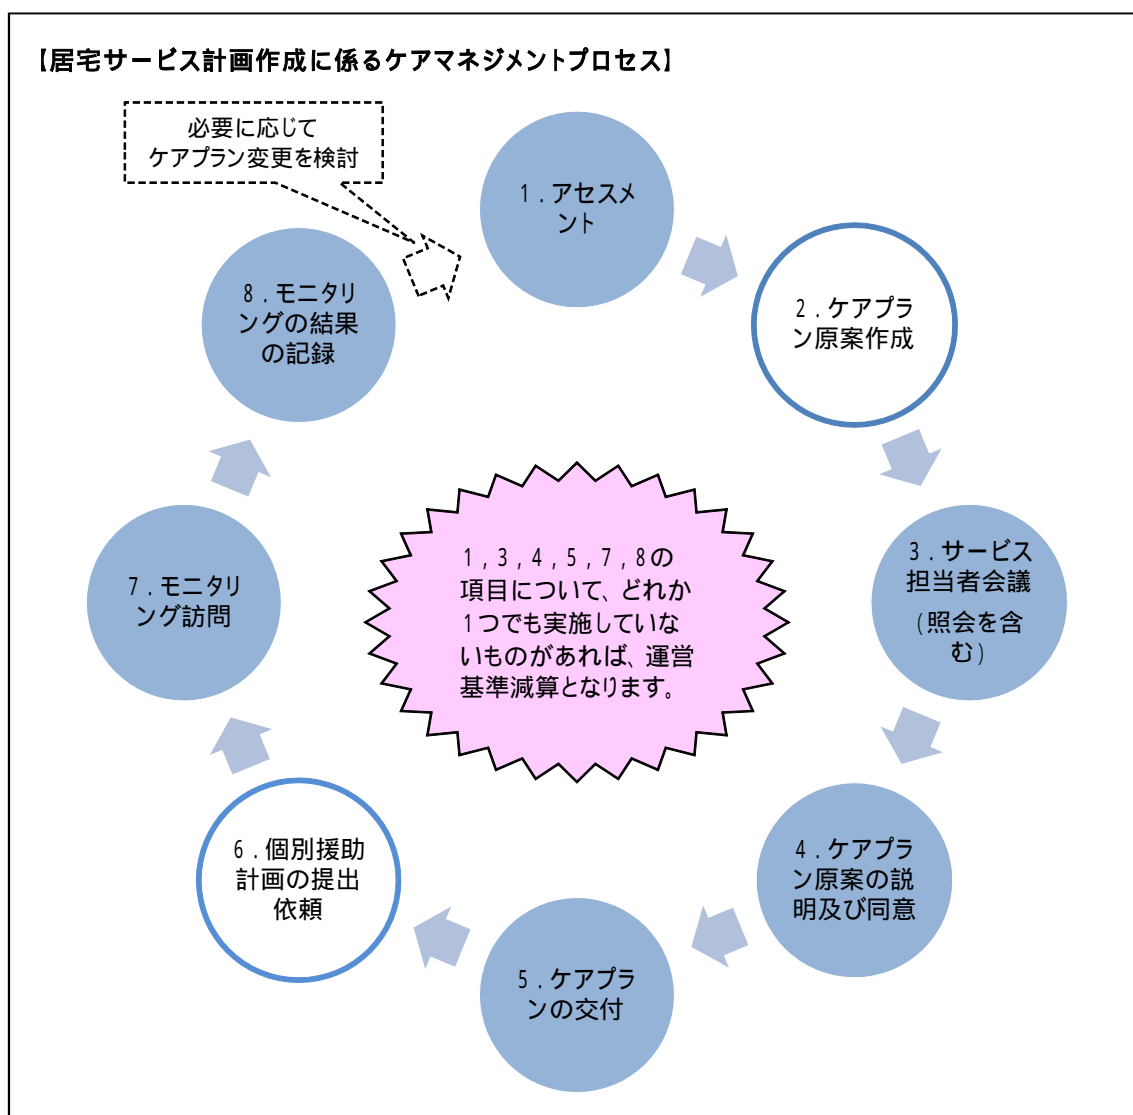 【居宅サービス計画作成に係るケアマネジメントプロセス】
必要に応じて
ケアプラン変更を検討
1．アセスメ
ント
2．ケアプラ
ン原案作成
3．サービス
担当者会議
（照会を含
む）
4．ケアプラ
ン原案の説
明及び同意
5．ケアプラ
ンの交付
6．個別援助
計画の提出
依頼
7．モニタリ
ング訪問
8．モニタリ
ングの結果
の記録
1，3，4，5，7，8の
項目について、どれか
1つでも実施していな
いものがあれば、運営
基準減算となります。